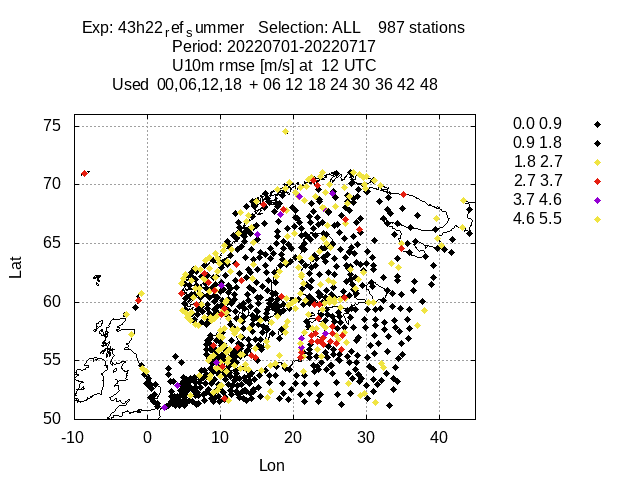 Exp: 43h22ref_summer Selection: ALL 987 stations
Period: 20220701-20220717
U10m rmse [m/s] at 12 UTC
Used 00,06,12,18 + 06 12 18 24 30 36 42 48
0.0 0.9
0.9 1.8
1.8 2.7
2.7 3.7
3.7 4.6
4.6 5.5
75
70
65
60
55
50
Lat
-10 0 10 20 30 40
Lon